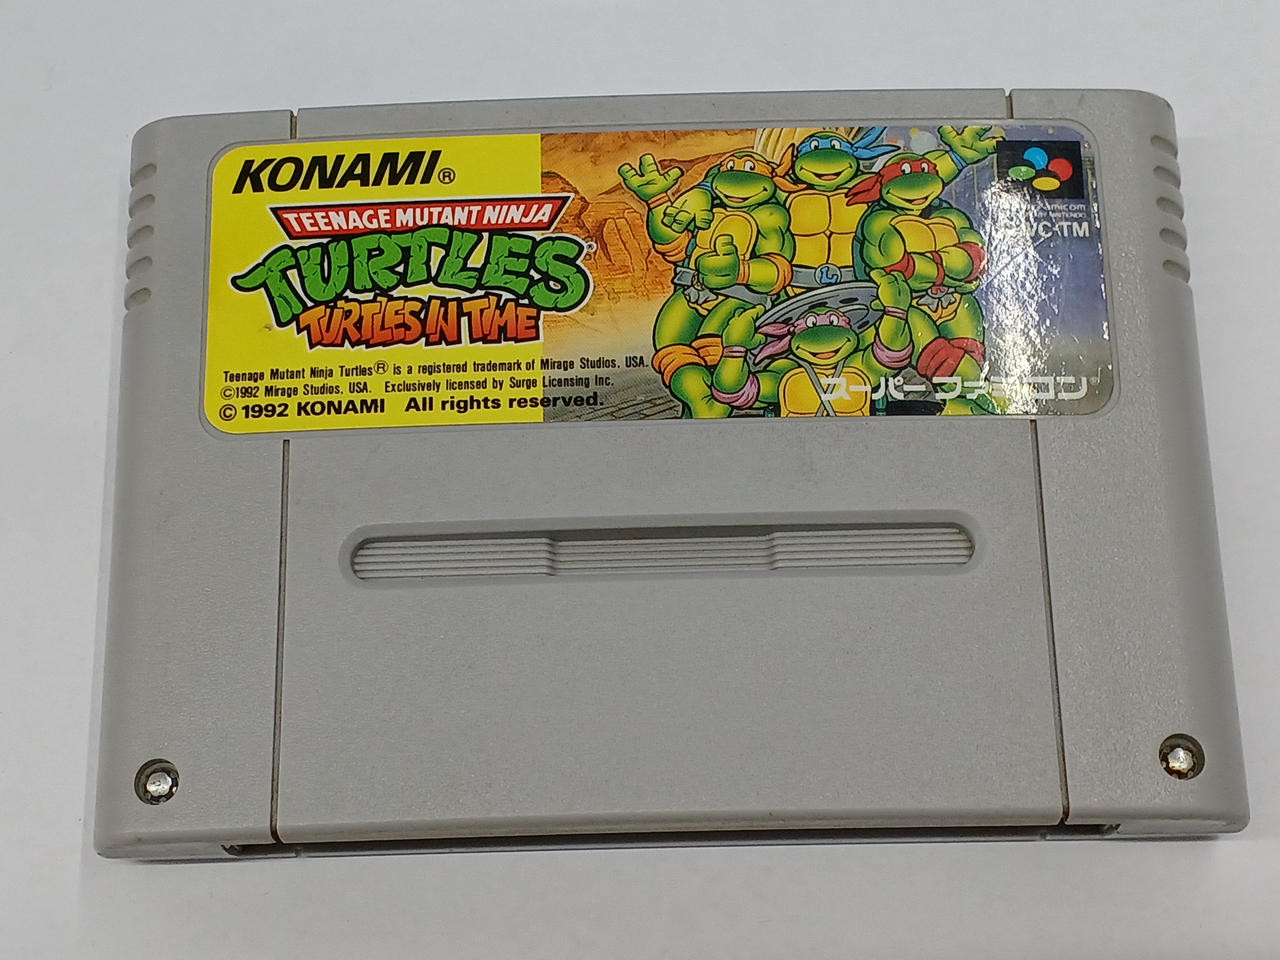 KONAMI®
TEENAGE MUTANT NINJA
TURTLES®
TURTLES IN TIME
Teenage Mutant Ninja Turtles® is a registered trademark of Mirage Studios, USA.
©1992 Mirage Studios, USA. Exclusively licensed by Surge Licensing Inc.
© 1992 KONAMI All rights reserved.
L
スーパーファミコン®